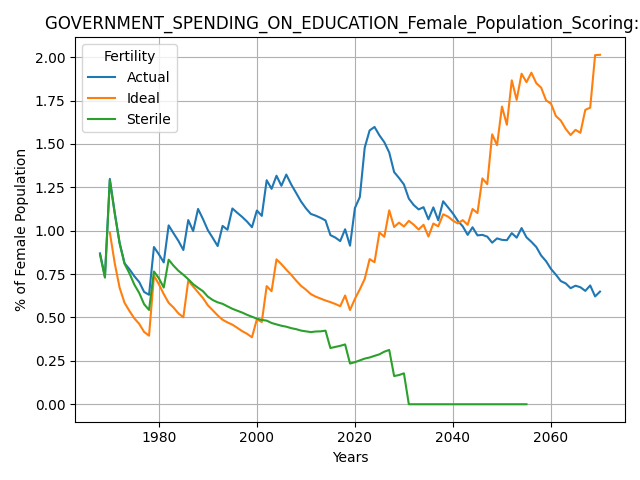 GOVERNMENT_SPENDING_ON_EDUCATION_Female_Population_Scoring:
Fertility
Actual
Ideal
Sterile
% of Female Population
2.00
1.75
1.50
1.25
1.00
0.75
0.50
0.25
0.00
1980 2000 2020 2040 2060
Years